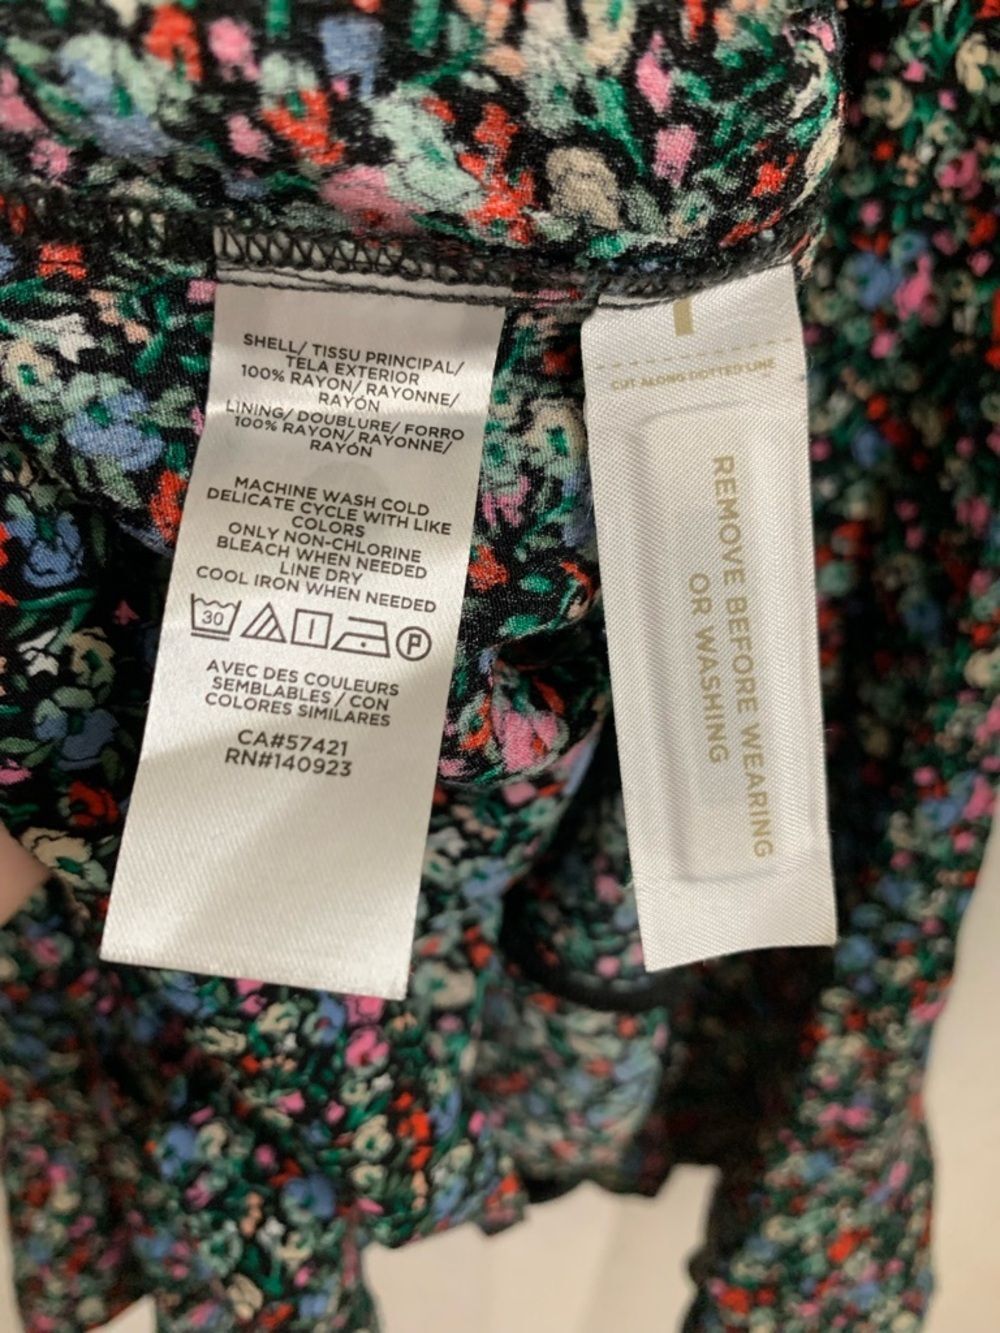 SHELL/ TISSU PRINCIPAL/
TELA EXTERIOR
100% RAYON/ RAYONNE/
RAYÓN
LINING/ DOUBLURE/ FORRO
100% RAYON/ RAYONNE/
RAYÓN
MACHINE WASH COLD
DELICATE CYCLE WITH LIKE
COLORS
ONLY NON-CHLORINE
BLEACH WHEN NEEDED
LINE DRY
COOL IRON WHEN NEEDED
30 P
AVEC DES COULEURS
SEMBLABLES / CON
COLORES SIMILARES
CA#57421
RN#140923
CUT ALONG DOTTED LINE
REMOVE BEFORE WEARING
OR WASHING